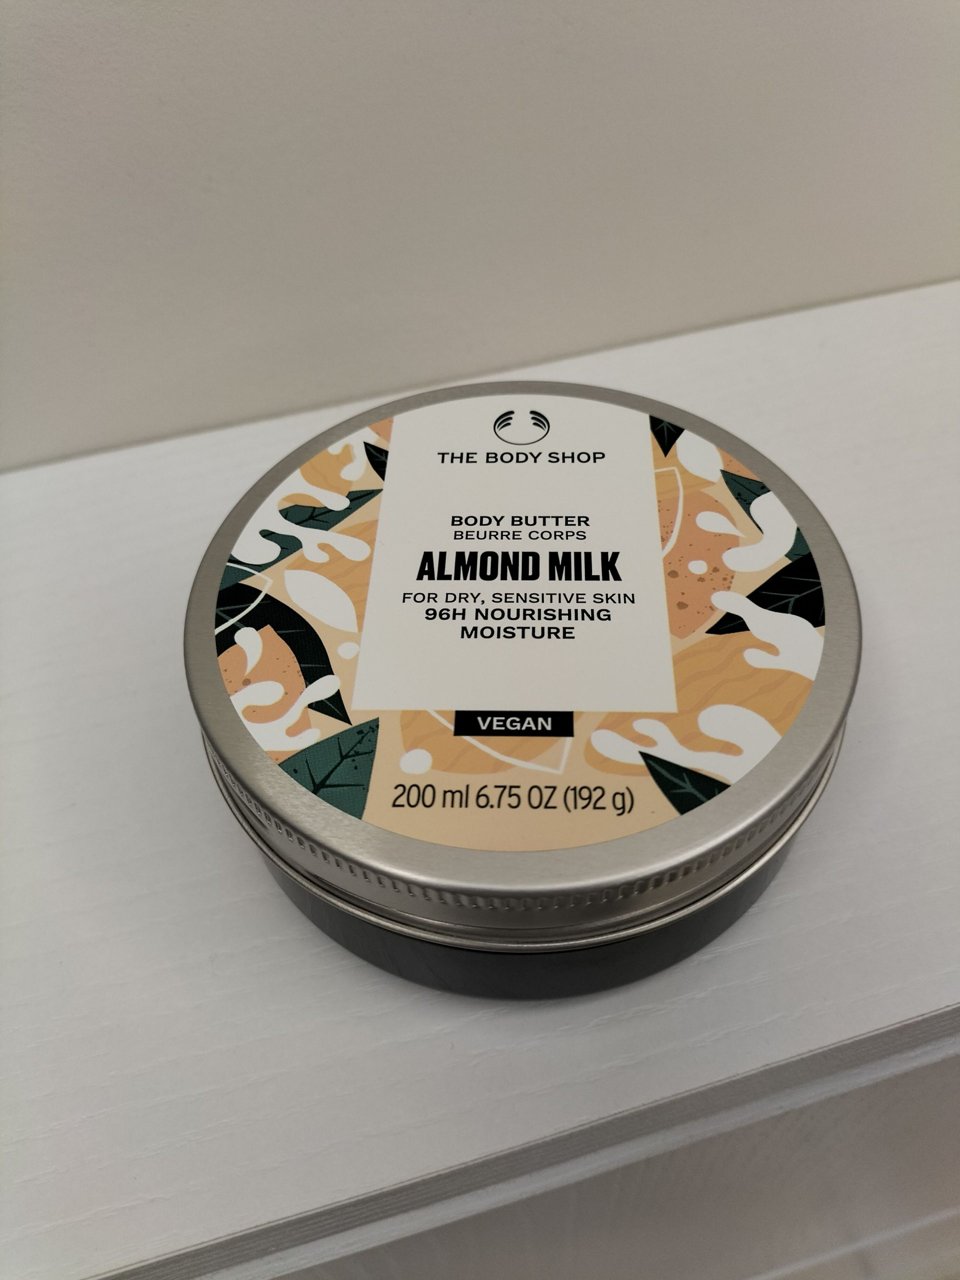 THE BODY SHOP
BODY BUTTER
BEURRE CORPS
ALMOND MILK
FOR DRY, SENSITIVE SKIN
96H NOURISHING
MOISTURE
VEGAN
200 ml 6.75 OZ (192 g)